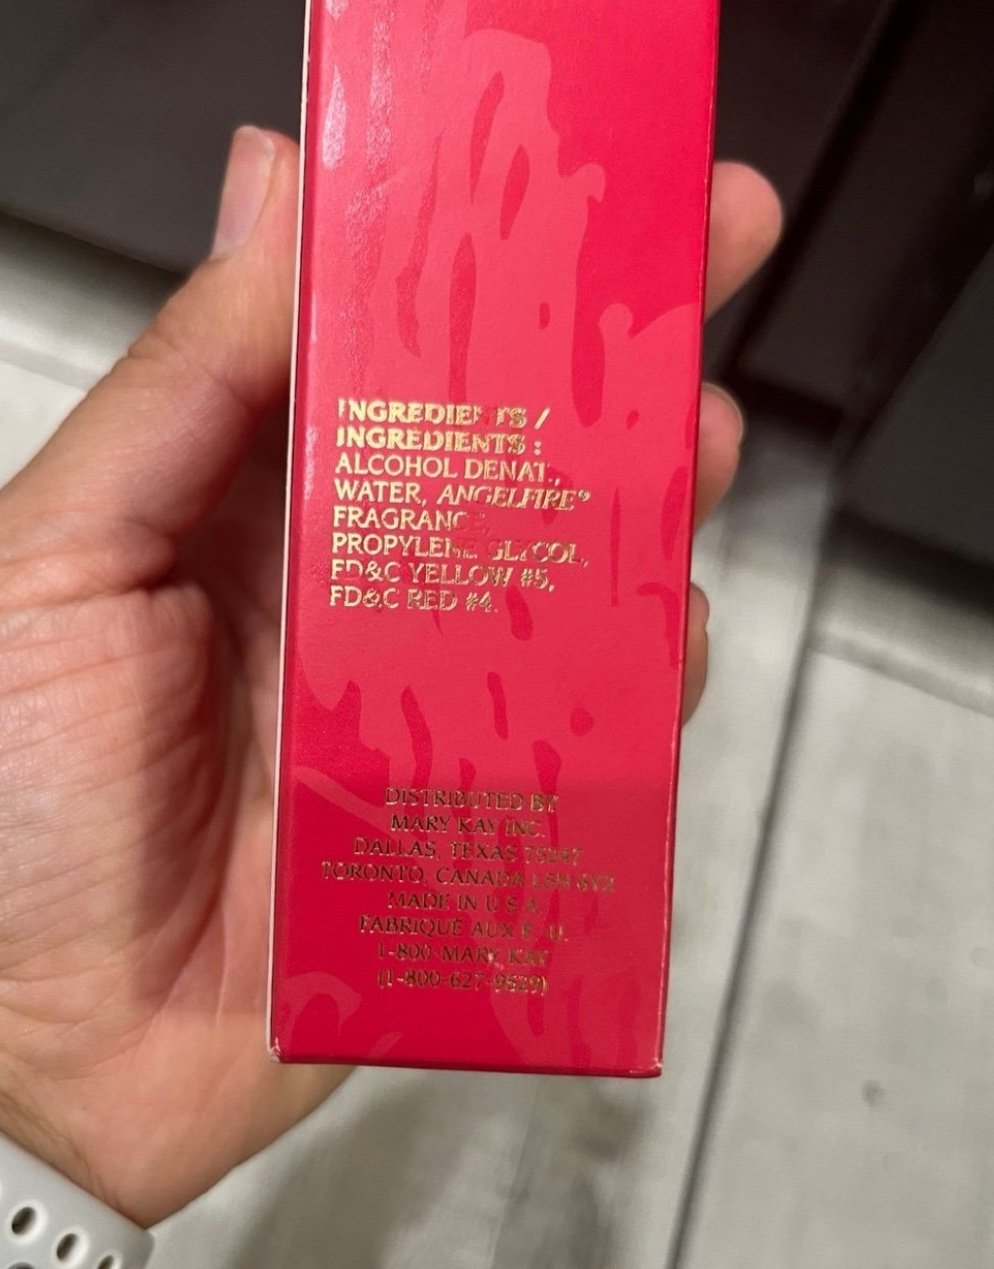 INGREDIENTS /
INGREDIENTS :
ALCOHOL DENAT.,
WATER, ANGELFIRE®
FRAGRANCE,
PROPYLENE GLYCOL,
FD&C YELLOW #5,
FD&C RED #4.
DISTRIBUTED BY
MARY KAY INC.
DALLAS, TEXAS
TORONTO, CANADA
MADE IN U.S.A.
FABRIQUÉ AUX É.-U.
1-800-MARY KAY
(1-800-627-9529)